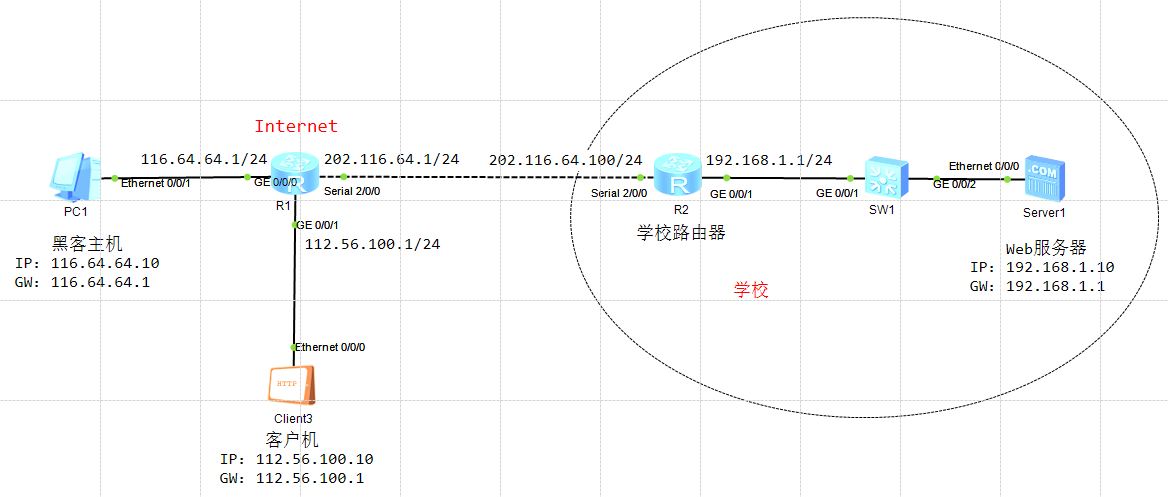 Internet
116.64.64.1/24
202.116.64.1/24
202.116.64.100/24
192.168.1.1/24
Ethernet 0/0/1
GE 0/0/0
R
Serial 2/0/0
Serial 2/0/0
R
GE 0/0/1
GE 0/0/1
GE 0/0/2
Ethernet 0/0/0
.COM
PC1
R1
R2
SW1
Server1
黑客主机
IP: 116.64.64.10
GW: 116.64.64.1
GE 0/0/1
112.56.100.1/24
学校路由器
Web服务器
IP: 192.168.1.10
GW: 192.168.1.1
学校
Ethernet 0/0/0
HTTP
Client3
客户机
IP: 112.56.100.10
GW: 112.56.100.1